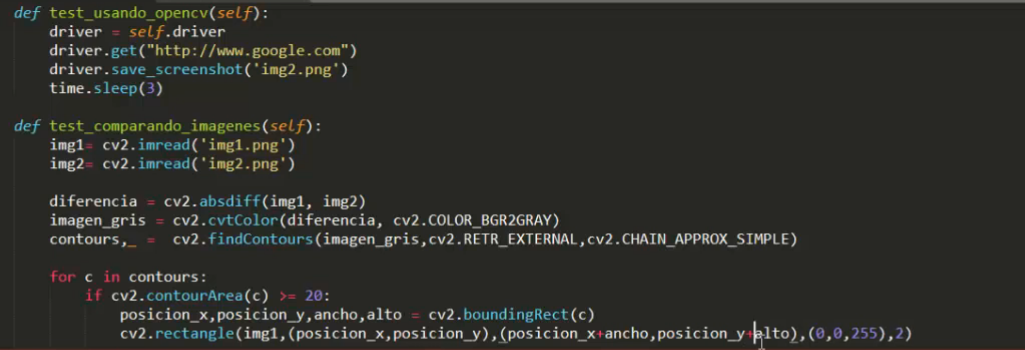 def test_usando_opencv(self):
driver = self.driver
driver.get("http://www.google.com")
driver.save_screenshot('img2.png')
time.sleep(3)
def test_comparando_imagenes(self):
img1= cv2.imread('img1.png')
img2= cv2.imread('img2.png')
diferencia = cv2.absdiff(img1, img2)
imagen_gris = cv2.cvtColor(diferencia, cv2.COLOR_BGR2GRAY)
contours,_ = cv2.findContours(imagen_gris,cv2.RETR_EXTERNAL,cv2.CHAIN_APPROX_SIMPLE)
for c in contours:
if cv2.contourArea(c) >= 20:
posicion_x,posicion_y,ancho,alto = cv2.boundingRect(c)
cv2.rectangle(img1,(posicion_x,posicion_y),(posicion_x+ancho,posicion_y+alto),(0,0,255),2)